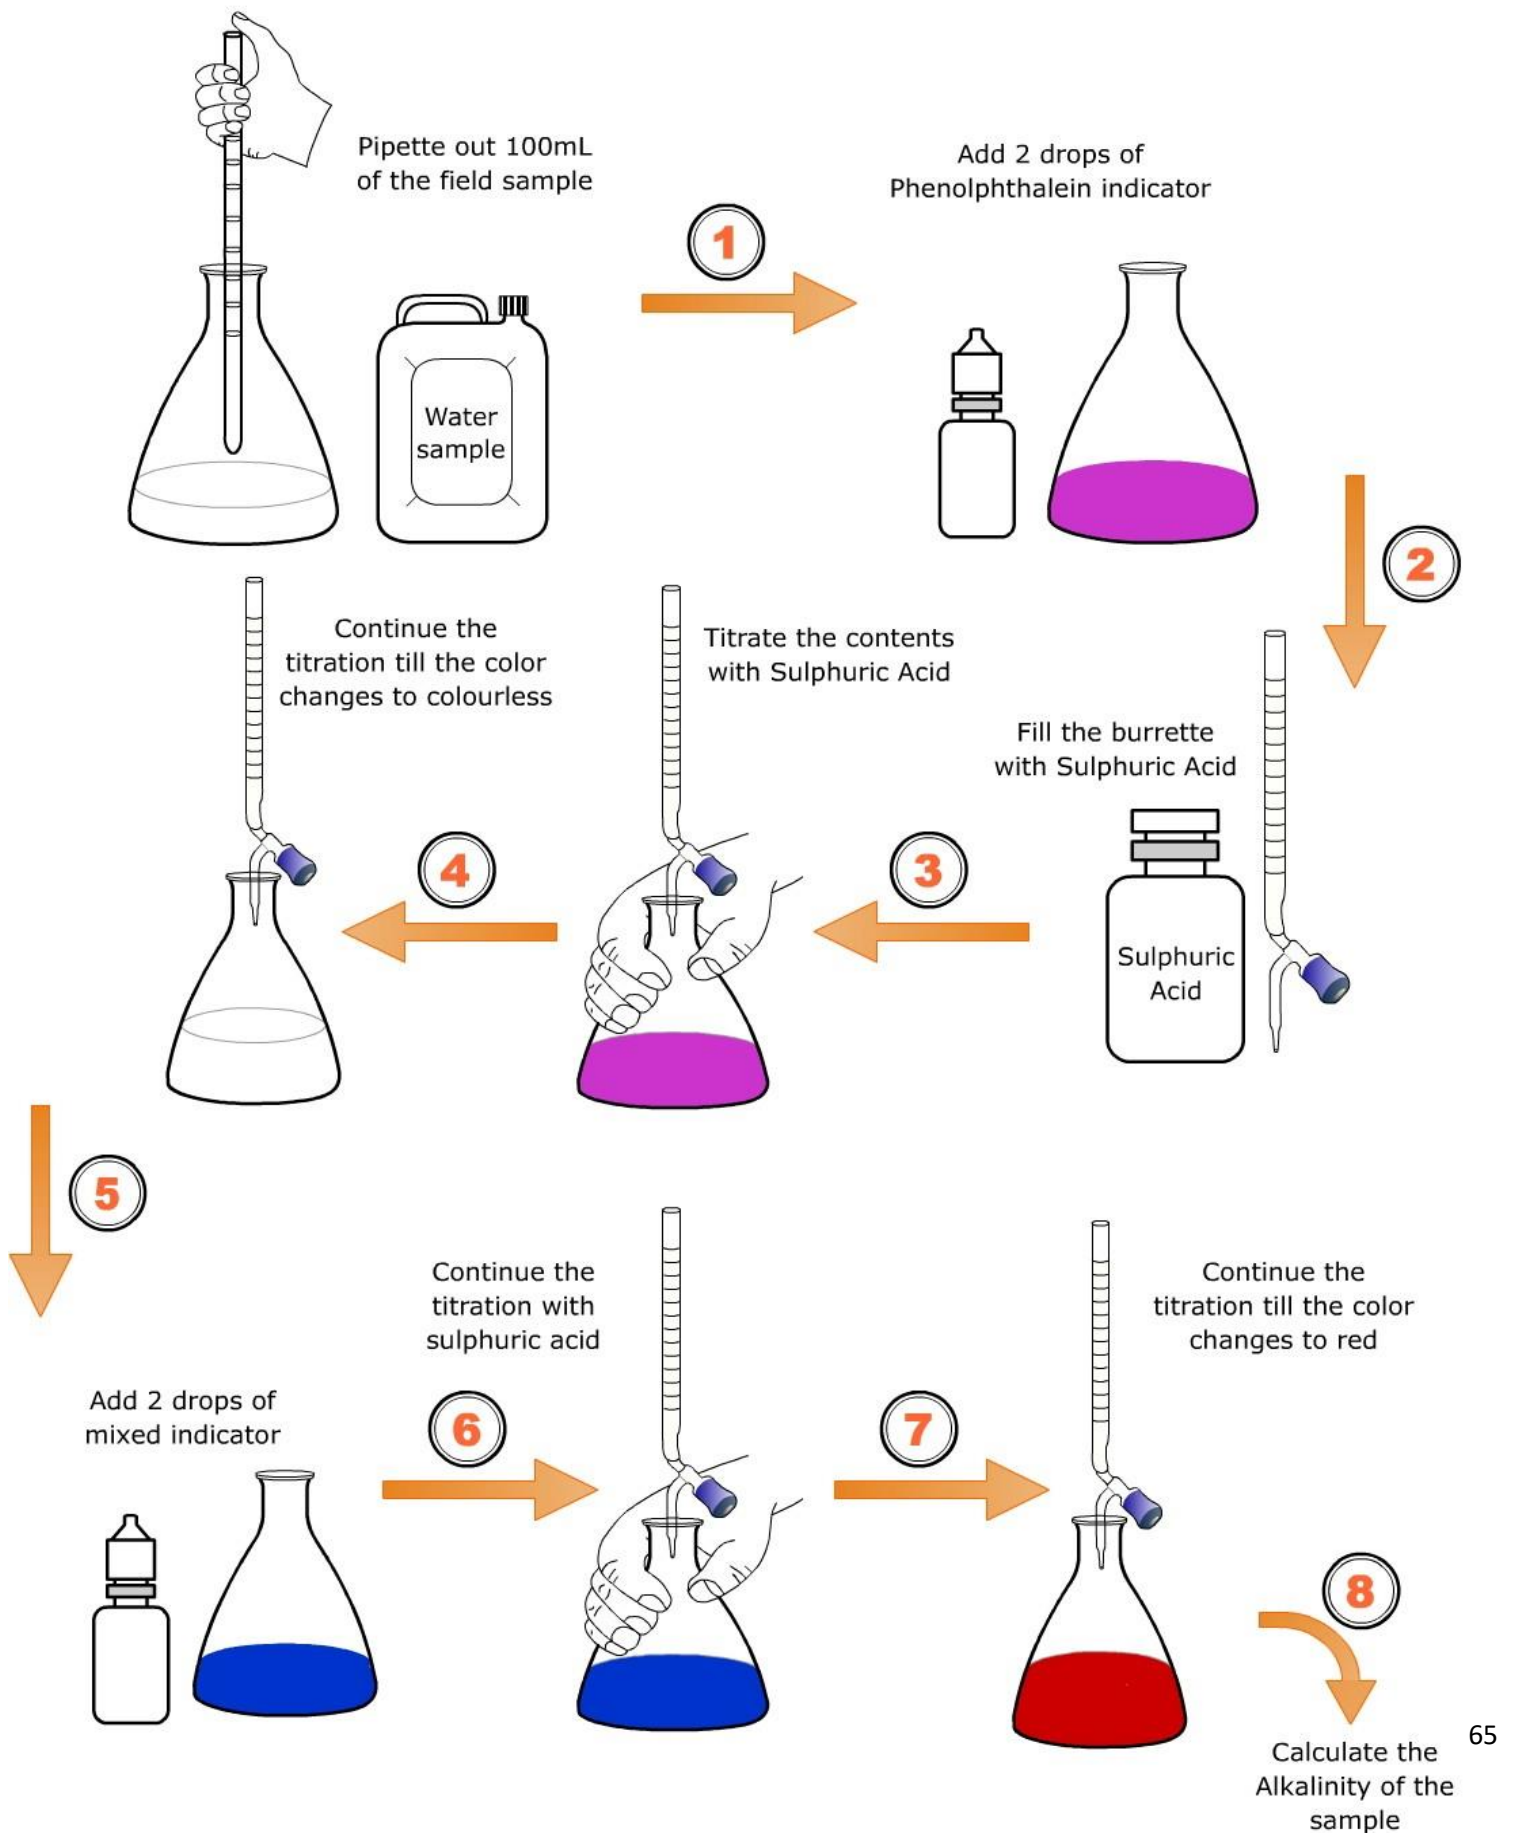 Pipette out 100mL
of the field sample
Water
sample
1
Add 2 drops of
Phenolphthalein indicator
2
Fill the burrette
with Sulphuric Acid
Sulphuric
Acid
3
Titrate the contents
with Sulphuric Acid
4
Continue the
titration till the color
changes to colourless
5
Add 2 drops of
mixed indicator
6
Continue the
titration with
sulphuric acid
7
Continue the
titration till the color
changes to red
8
Calculate the
Alkalinity of the
sample
65